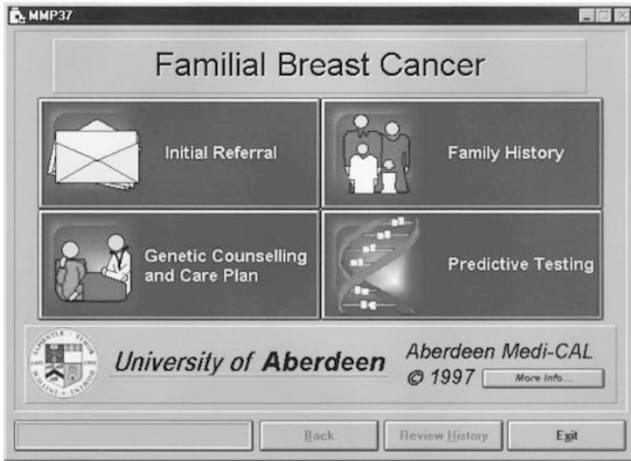 MMP37
Familial Breast Cancer
Initial Referral
Family History
Genetic Counselling
and Care Plan
Predictive Testing
University of Aberdeen
Aberdeen Medi-CAL
© 1997
More Info...
Back
Review History
Exit